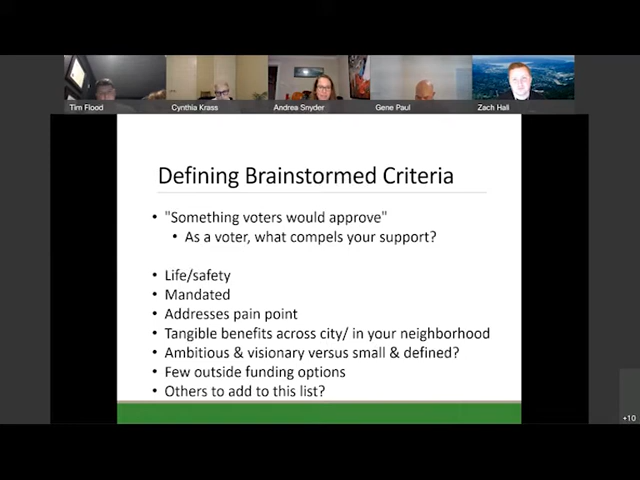 Tim Flood
Cynthia Krass
Andrea Snyder
Gene Paul
Zach Hall
Defining Brainstormed Criteria
• "Something voters would approve"
• As a voter, what compels your support?
• Life/safety
• Mandated
• Addresses pain point
• Tangible benefits across city/ in your neighborhood
• Ambitious & visionary versus small & defined?
• Few outside funding options
• Others to add to this list?
+10